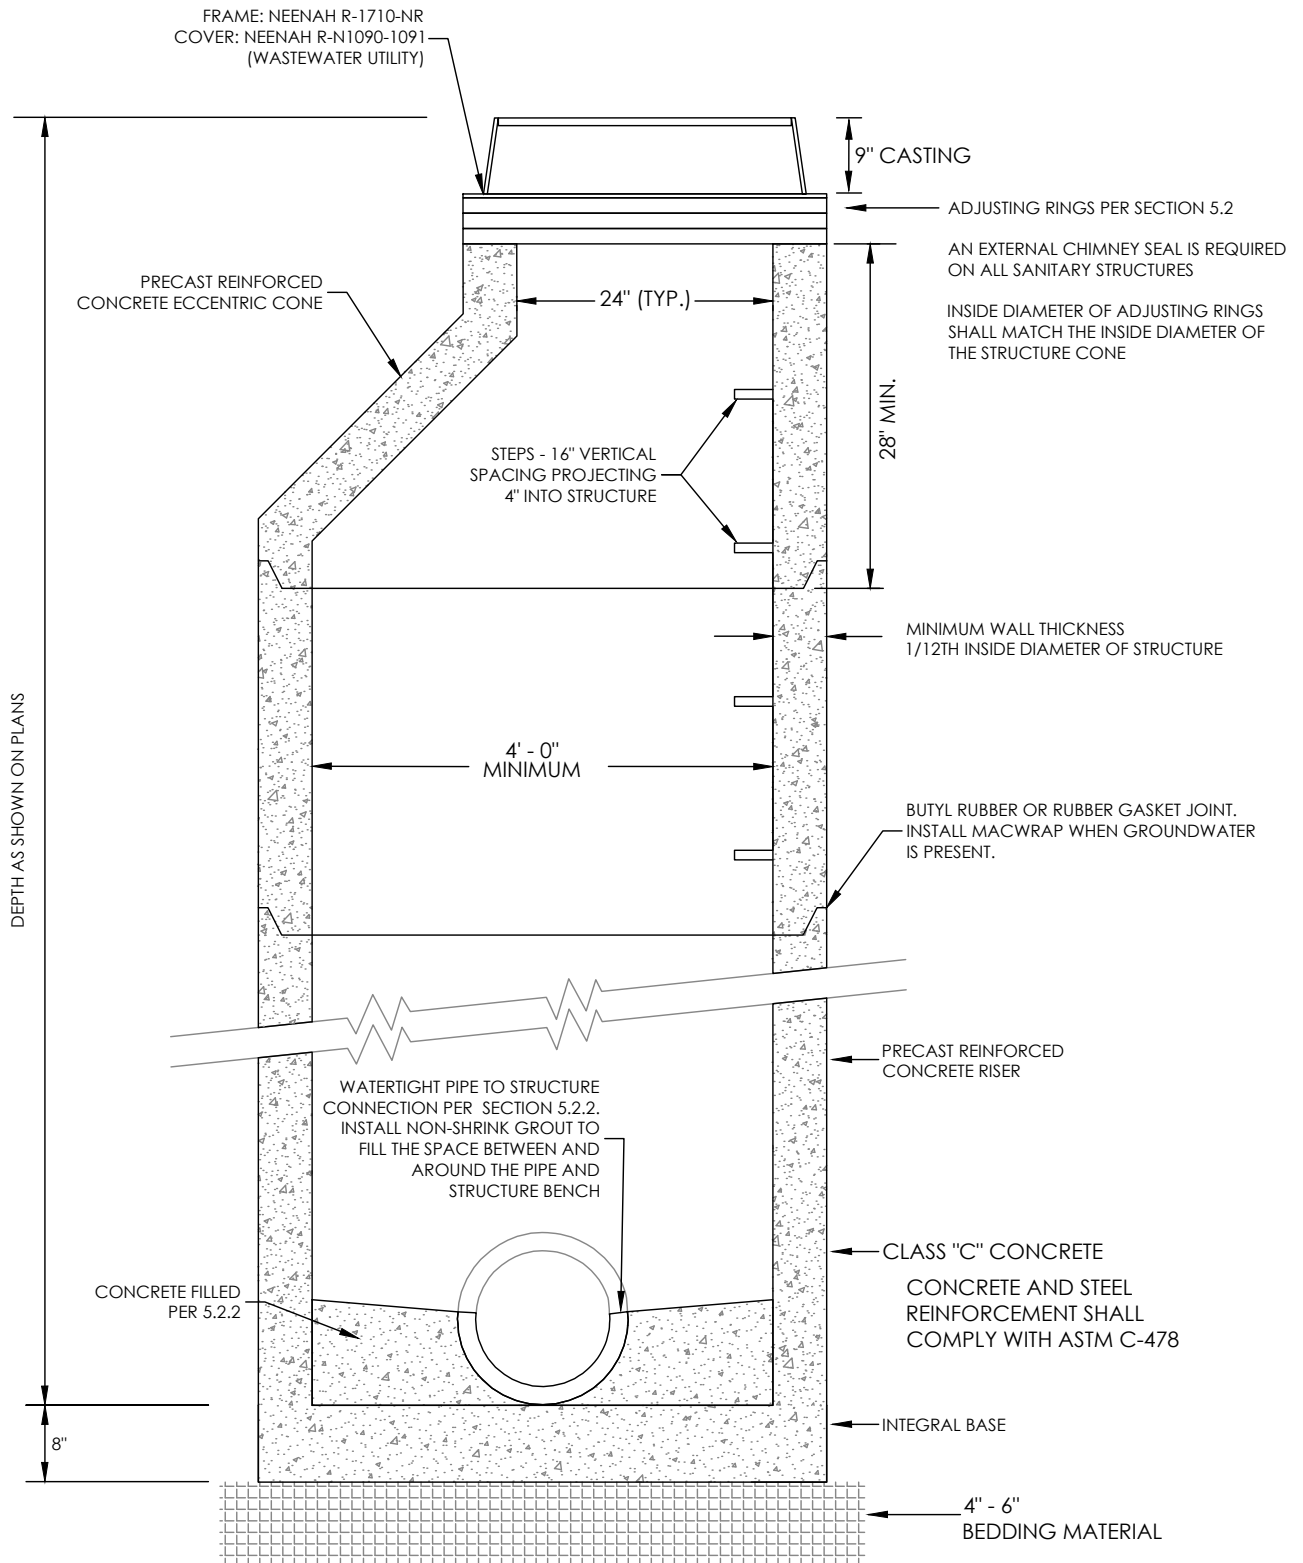 FRAME: NEENAH R-1710-NR
COVER: NEENAH R-N1090-1091
(WASTEWATER UTILITY)
9" CASTING
ADJUSTING RINGS PER SECTION 5.2
AN EXTERNAL CHIMNEY SEAL IS REQUIRED
ON ALL SANITARY STRUCTURES
INSIDE DIAMETER OF ADJUSTING RINGS
SHALL MATCH THE INSIDE DIAMETER OF
THE STRUCTURE CONE
PRECAST REINFORCED
CONCRETE ECCENTRIC CONE
24" (TYP.)
28" MIN.
STEPS - 16" VERTICAL
SPACING PROJECTING
4" INTO STRUCTURE
MINIMUM WALL THICKNESS
1/12TH INSIDE DIAMETER OF STRUCTURE
DEPTH AS SHOWN ON PLANS
4' - 0"
MINIMUM
BUTYL RUBBER OR RUBBER GASKET JOINT.
INSTALL MACWRAP WHEN GROUNDWATER
IS PRESENT.
PRECAST REINFORCED
CONCRETE RISER
WATERTIGHT PIPE TO STRUCTURE
CONNECTION PER SECTION 5.2.2.
INSTALL NON-SHRINK GROUT TO
FILL THE SPACE BETWEEN AND
AROUND THE PIPE AND
STRUCTURE BENCH
CLASS "C" CONCRETE
CONCRETE AND STEEL
REINFORCEMENT SHALL
COMPLY WITH ASTM C-478
CONCRETE FILLED
PER 5.2.2
INTEGRAL BASE
8"
4" - 6"
BEDDING MATERIAL